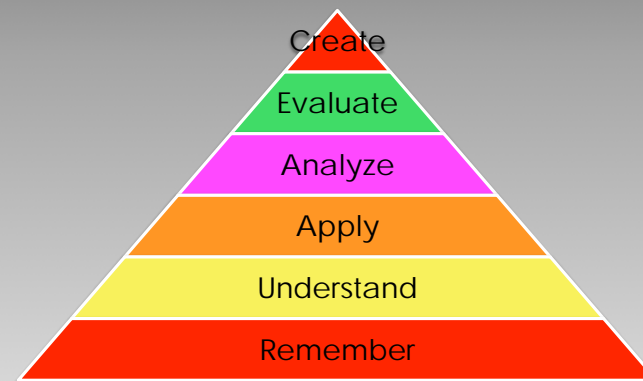 Create
Evaluate
Analyze
Apply
Understand
Remember